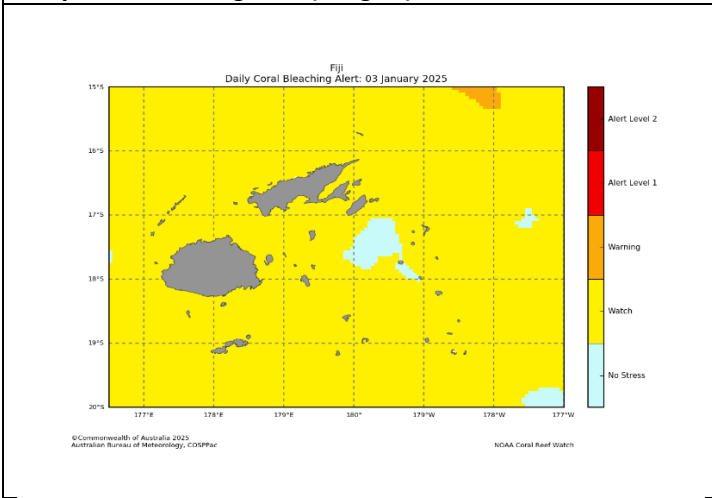 Fiji
Daily Coral Bleaching Alert: 03 January 2025
15°S
16°S
17°S
18°S
19°S
20°S
177°E
178°E
179°E
180°
179°W
178°W
177°W
Alert Level 2
Alert Level 1
Warning
Watch
No Stress
©Commonwealth of Australia 2025
Australian Bureau of Meteorology, COSPPac
NOAA Coral Reef Watch